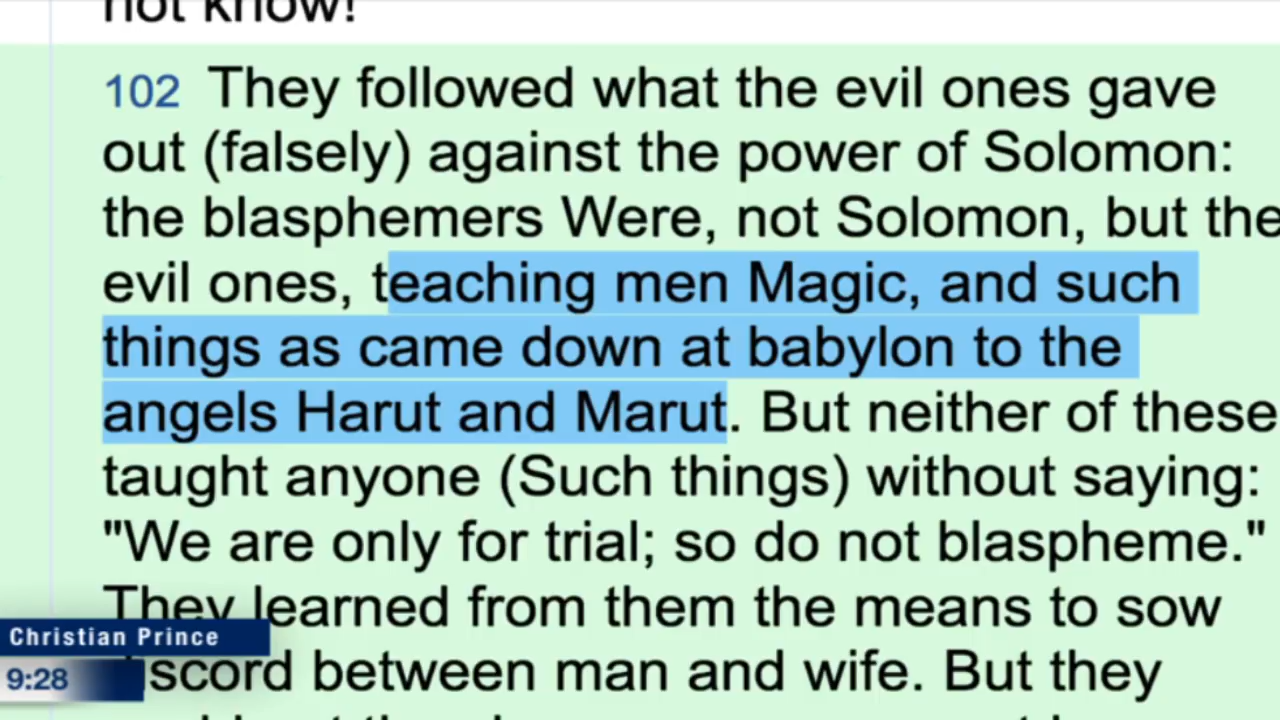 not know!
102 They followed what the evil ones gave
out (falsely) against the power of Solomon:
the blasphemers Were, not Solomon, but the
evil ones, teaching men Magic, and such
things as came down at babylon to the
angels Harut and Marut. But neither of these
taught anyone (Such things) without saying:
"We are only for trial; so do not blaspheme."
They learned from them the means to sow
scord between man and wife. But they
Christian Prince
9:28